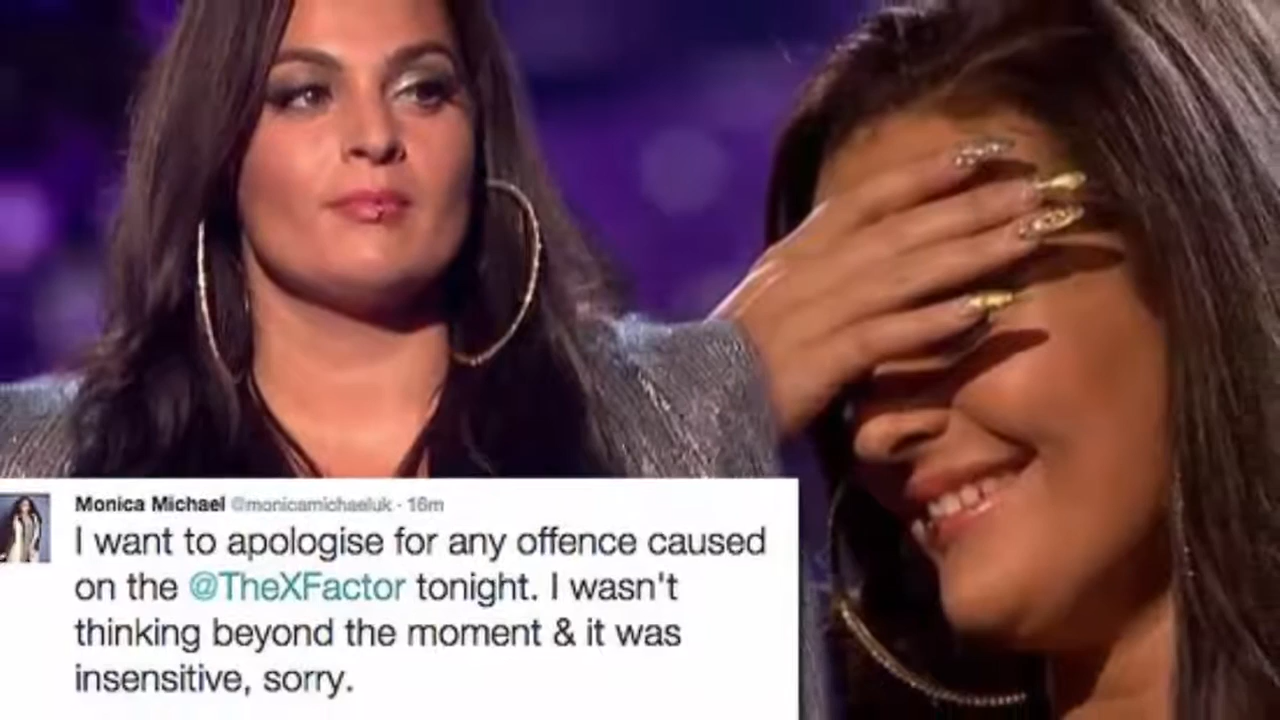 Monica Michael @monicamichaeluk · 16m
I want to apologise for any offence caused
on the @TheXFactor tonight. I wasn't
thinking beyond the moment & it was
insensitive, sorry.